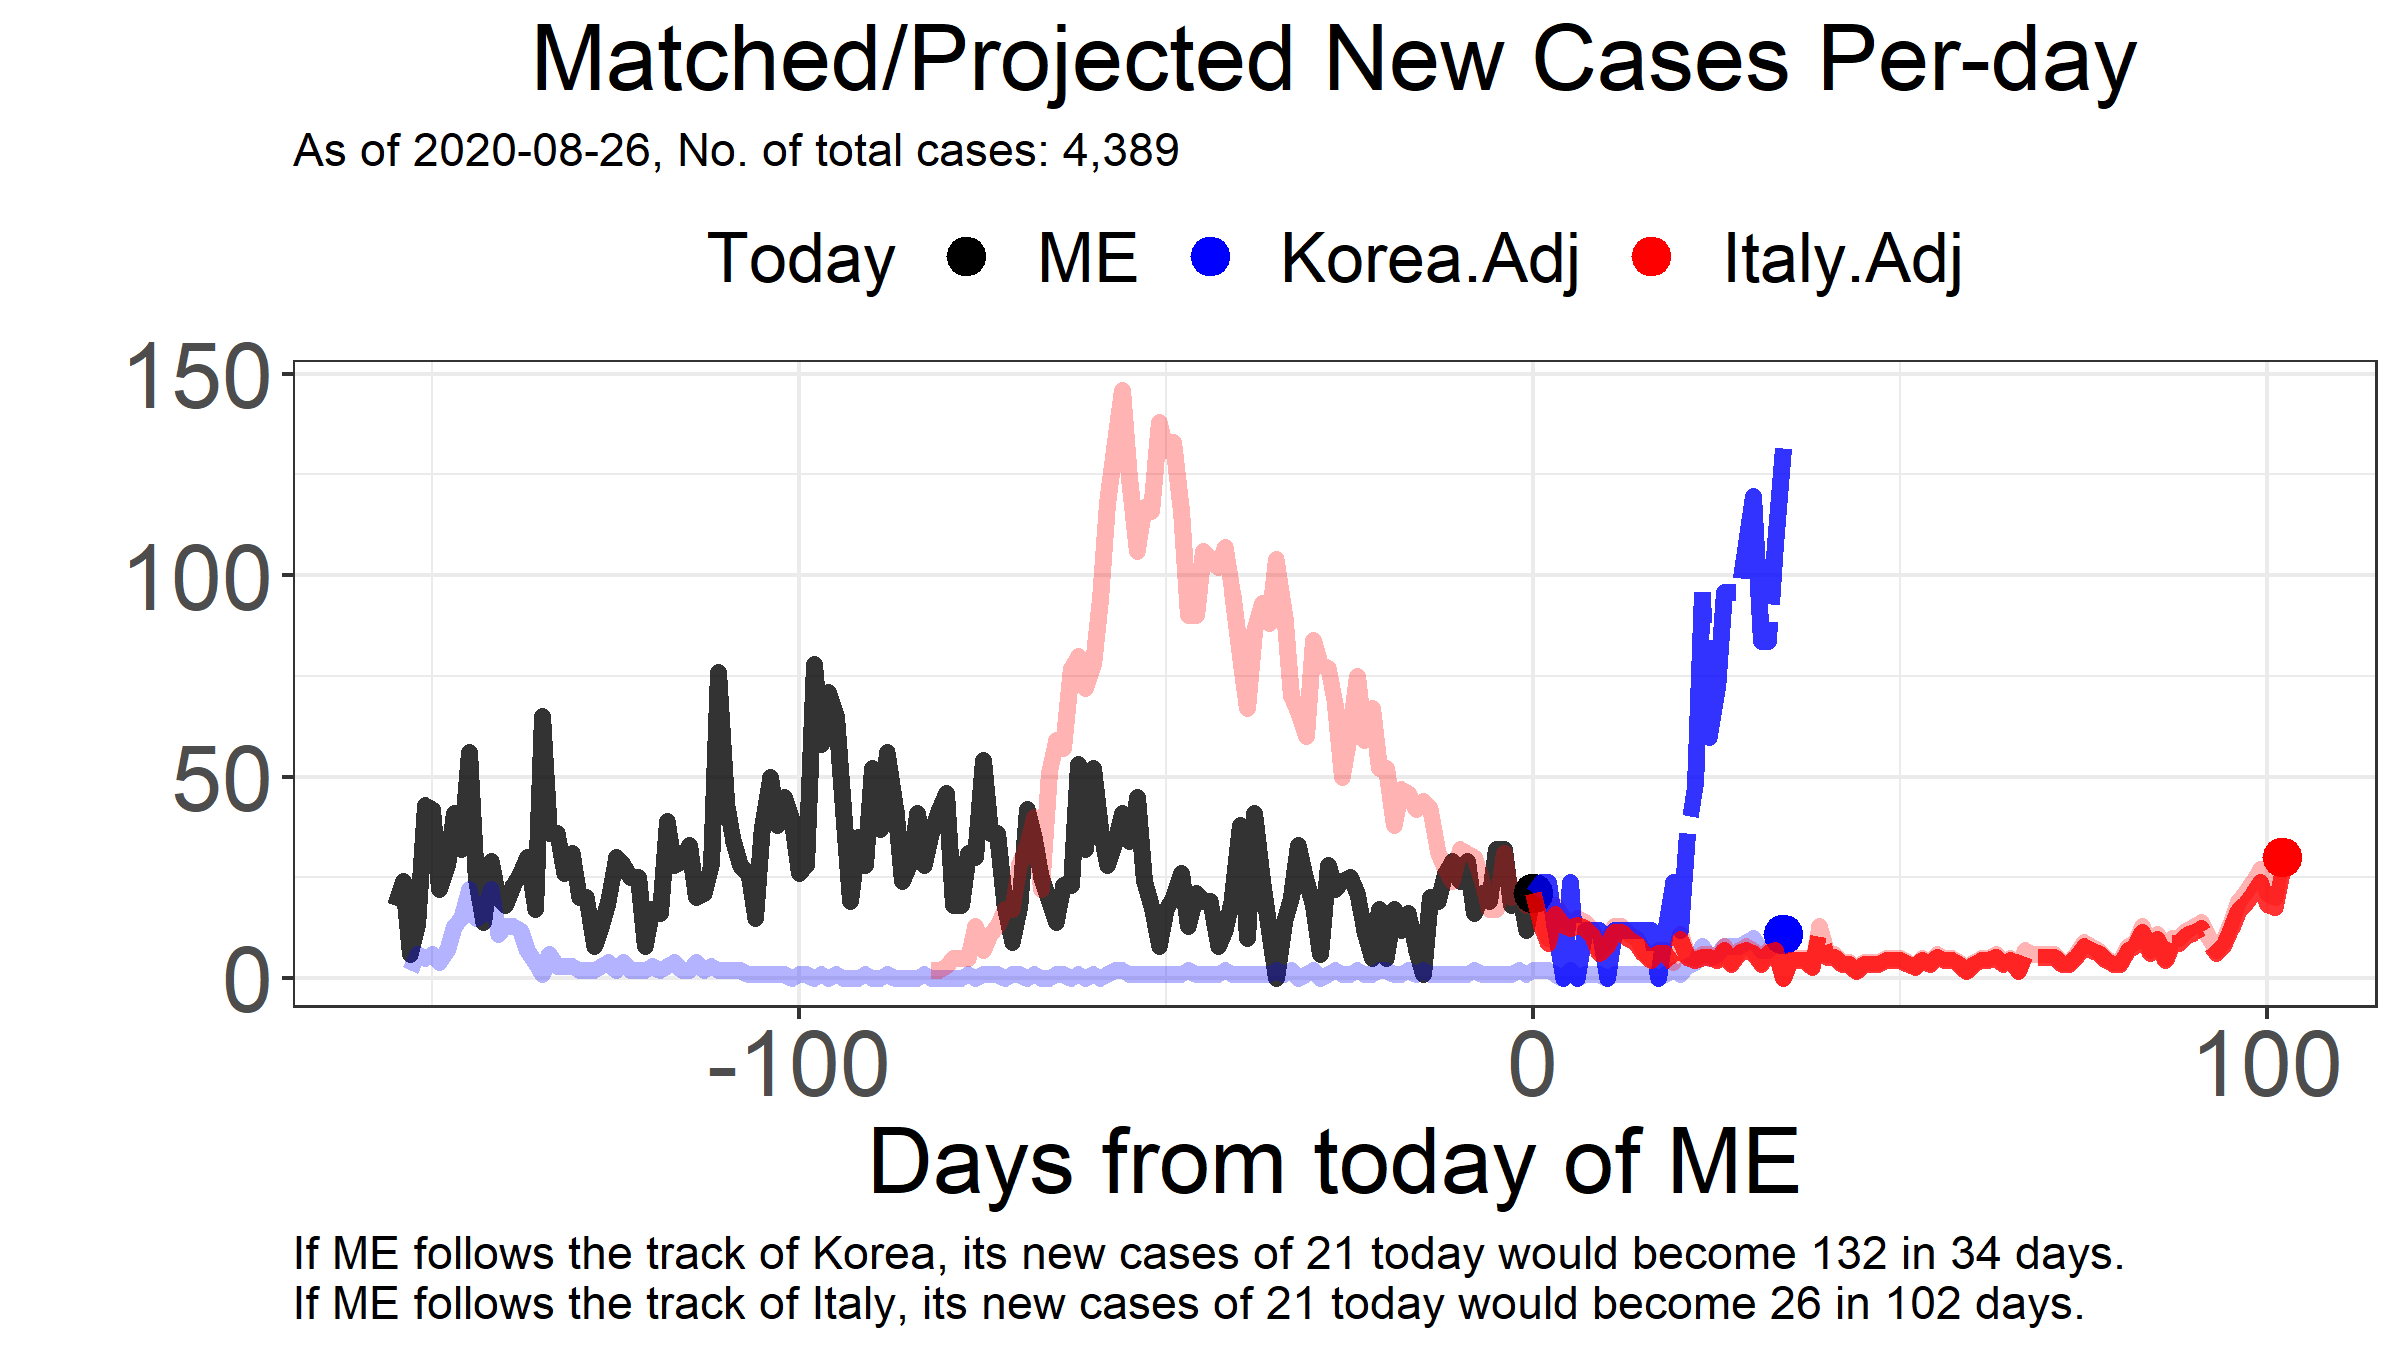 Matched/Projected New Cases Per-day
As of 2020-08-26, No. of total cases: 4,389
Today ME Korea.Adj Italy.Adj
150
100
50
0
-100 0 100
Days from today of ME
If ME follows the track of Korea, its new cases of 21 today would become 132 in 34 days.
If ME follows the track of Italy, its new cases of 21 today would become 26 in 102 days.